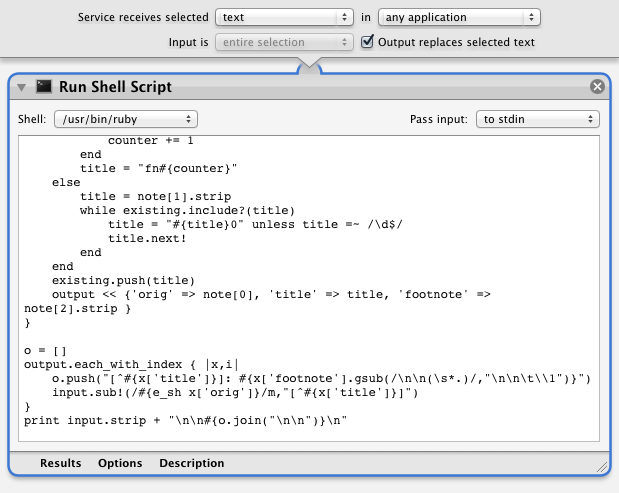 Service receives selected text in any application
Input is entire selection Output replaces selected text
Run Shell Script
Shell: /usr/bin/ruby Pass input: to stdin
            counter += 1
        end
        title = "fn#{counter}"
    else
        title = note[1].strip
        while existing.include?(title)
            title = "#{title}0" unless title =~ /\d$/
            title.next!
        end
    end
    existing.push(title)
    output << {'orig' => note[0], 'title' => title, 'footnote' =>
note[2].strip }
}

o = []
output.each_with_index { |x,i|
    o.push("[^#{x['title']}]: #{x['footnote'].gsub(/\n\n(\s*.)/,"\n\n\t\\1")}")
    input.sub!(/#{e_sh x['orig']}/m,"[^#{x['title']}]")
}
print input.strip + "\n\n#{o.join("\n\n")}\n"
Results Options Description